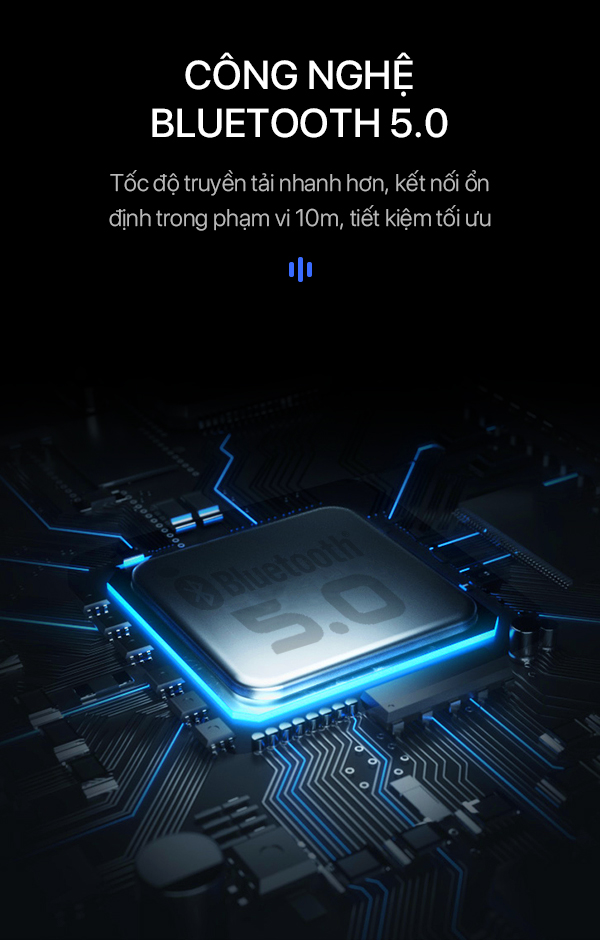 CÔNG NGHỆ
BLUETOOTH 5.0
Tốc độ truyền tải nhanh hơn, kết nối ổn
định trong phạm vi 10m, tiết kiệm tối ưu
Bluetooth
5.0